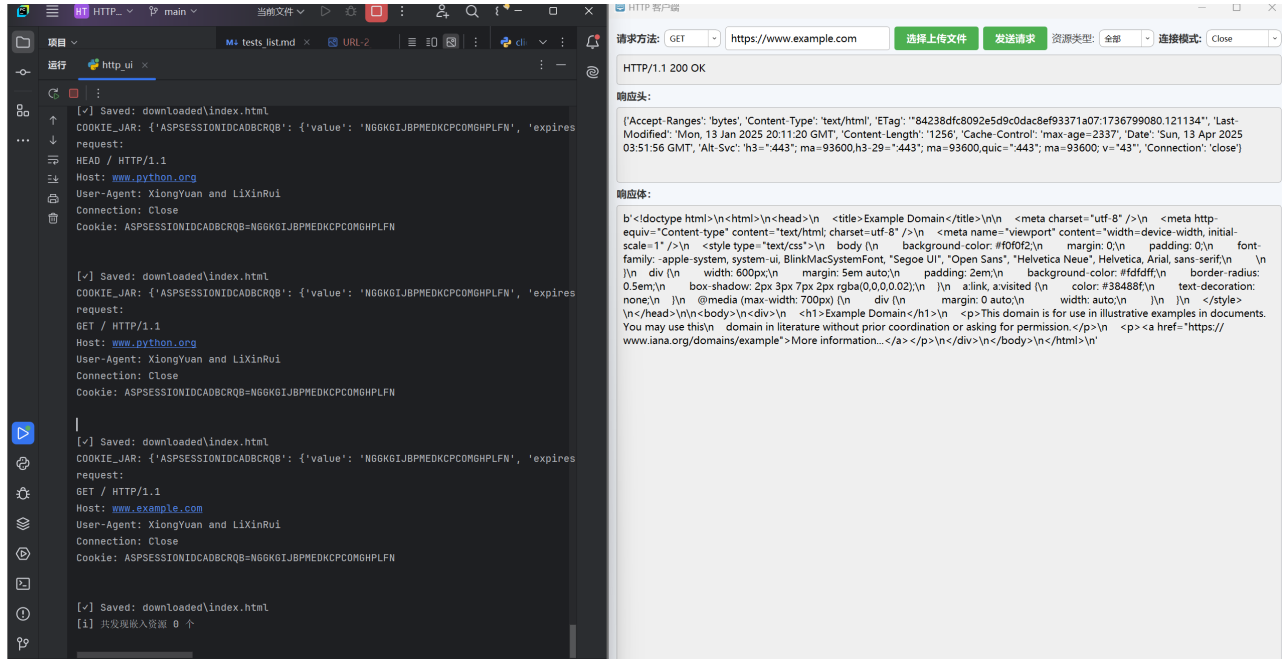 HT HTTP... main 当前文件
项目
tests_list.md
URL-2
cli
运行 http_ui
[✓] Saved: downloaded\index.html
COOKIE_JAR: {'ASPSESSIONIDCADBCRQB': {'value': 'NGGKGIJBPMEDKCPCOMGHPLFN', 'expires
request:
HEAD / HTTP/1.1
Host: www.python.org
User-Agent: XiongYuan and LiXinRui
Connection: Close
Cookie: ASPSESSIONIDCADBCRQB=NGGKGIJBPMEDKCPCOMGHPLFN
[✓] Saved: downloaded\index.html
COOKIE_JAR: {'ASPSESSIONIDCADBCRQB': {'value': 'NGGKGIJBPMEDKCPCOMGHPLFN', 'expires
request:
GET / HTTP/1.1
Host: www.python.org
User-Agent: XiongYuan and LiXinRui
Connection: Close
Cookie: ASPSESSIONIDCADBCRQB=NGGKGIJBPMEDKCPCOMGHPLFN
[✓] Saved: downloaded\index.html
COOKIE_JAR: {'ASPSESSIONIDCADBCRQB': {'value': 'NGGKGIJBPMEDKCPCOMGHPLFN', 'expires
request:
GET / HTTP/1.1
Host: www.example.com
User-Agent: XiongYuan and LiXinRui
Connection: Close
Cookie: ASPSESSIONIDCADBCRQB=NGGKGIJBPMEDKCPCOMGHPLFN
[✓] Saved: downloaded\index.html
[i] 共发现嵌入资源 0 个
HTTP 客户端
请求方法: GET https://www.example.com 选择上传文件 发送请求 资源类型: 全部 连接模式: Close
HTTP/1.1 200 OK
响应头:
{'Accept-Ranges': 'bytes', 'Content-Type': 'text/html', 'ETag': '"84238dfc8092e5d9c0dac8ef93371a07:1736799080.121134"', 'Last-
Modified': 'Mon, 13 Jan 2025 20:11:20 GMT', 'Content-Length': '1256', 'Cache-Control': 'max-age=2337', 'Date': 'Sun, 13 Apr 2025
03:51:56 GMT', 'Alt-Svc': 'h3=":443"; ma=93600,h3-29=":443"; ma=93600,quic=":443"; ma=93600; v="43"', 'Connection': 'close'}
响应体:
b'<!doctype html>\n<html>\n<head>\n    <title>Example Domain</title>\n\n    <meta charset="utf-8" />\n    <meta http-
equiv="Content-type" content="text/html; charset=utf-8" />\n    <meta name="viewport" content="width=device-width, initial-
scale=1" />\n    <style type="text/css">\n    body {\n        background-color: #f0f0f2;\n        margin: 0;\n        padding: 0;\n        font-
family: -apple-system, system-ui, BlinkMacSystemFont, "Segoe UI", "Open Sans", "Helvetica Neue", Helvetica, Arial, sans-serif;\n        \n
}\n    div {\n        width: 600px;\n        margin: 5em auto;\n        padding: 2em;\n        background-color: #fdfdff;\n        border-radius:
0.5em;\n        box-shadow: 2px 3px 7px 2px rgba(0,0,0,0.02);\n    }\n    a:link, a:visited {\n        color: #38488f;\n        text-decoration:
none;\n    }\n    @media (max-width: 700px) {\n        div {\n            margin: 0 auto;\n            width: auto;\n        }\n    }\n    </style>
\n</head>\n\n<body>\n<div>\n    <h1>Example Domain</h1>\n    <p>This domain is for use in illustrative examples in documents.
You may use this\n    domain in literature without prior coordination or asking for permission.</p>\n    <p><a href="https://
www.iana.org/domains/example">More information...</a></p>\n</div>\n</body>\n</html>\n'